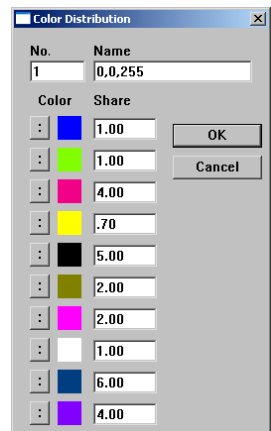 Color Distribution
No. Name
1 0,0,255
Color Share
: 1.00
: 1.00
: 4.00
: .70
: 5.00
: 2.00
: 2.00
: 1.00
: 6.00
: 4.00
OK
Cancel